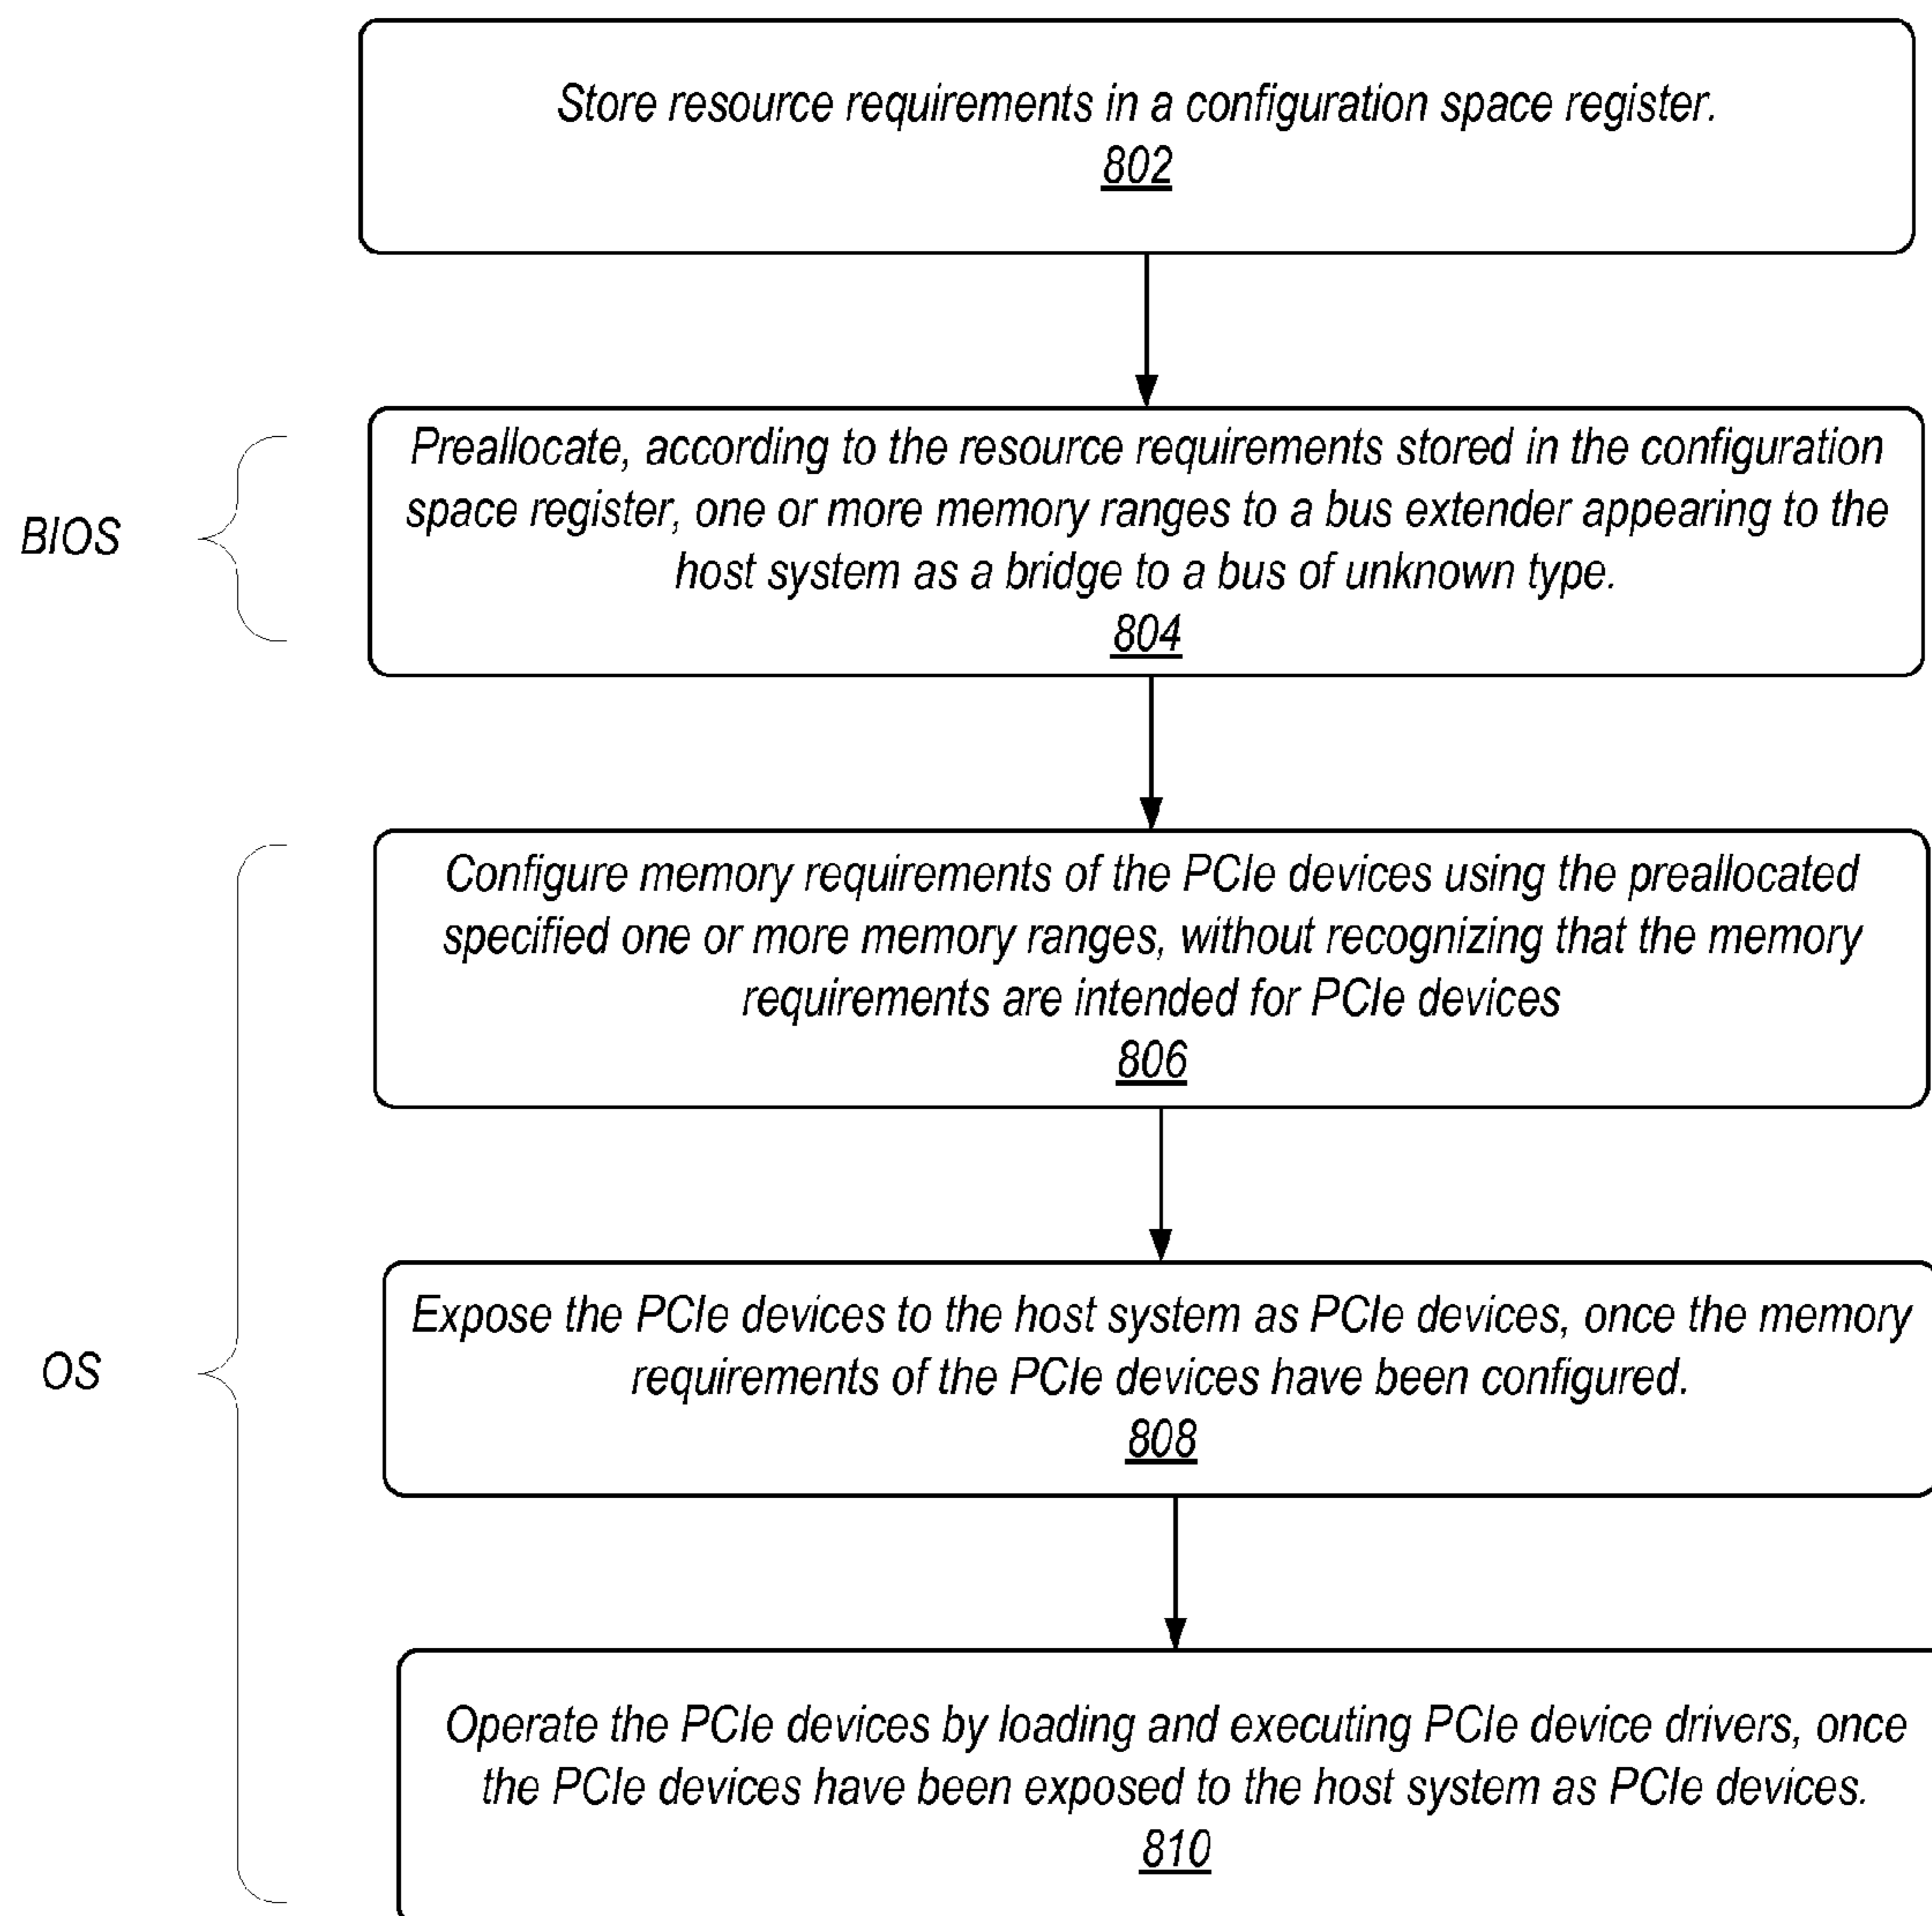 Store resource requirements in a configuration space register.
802
BIOS
Preallocate, according to the resource requirements stored in the configuration
space register, one or more memory ranges to a bus extender appearing to the
host system as a bridge to a bus of unknown type.
804
OS
Configure memory requirements of the PCIe devices using the preallocated
specified one or more memory ranges, without recognizing that the memory
requirements are intended for PCIe devices
806
Expose the PCIe devices to the host system as PCIe devices, once the memory
requirements of the PCIe devices have been configured.
808
Operate the PCIe devices by loading and executing PCIe device drivers, once
the PCIe devices have been exposed to the host system as PCIe devices.
810